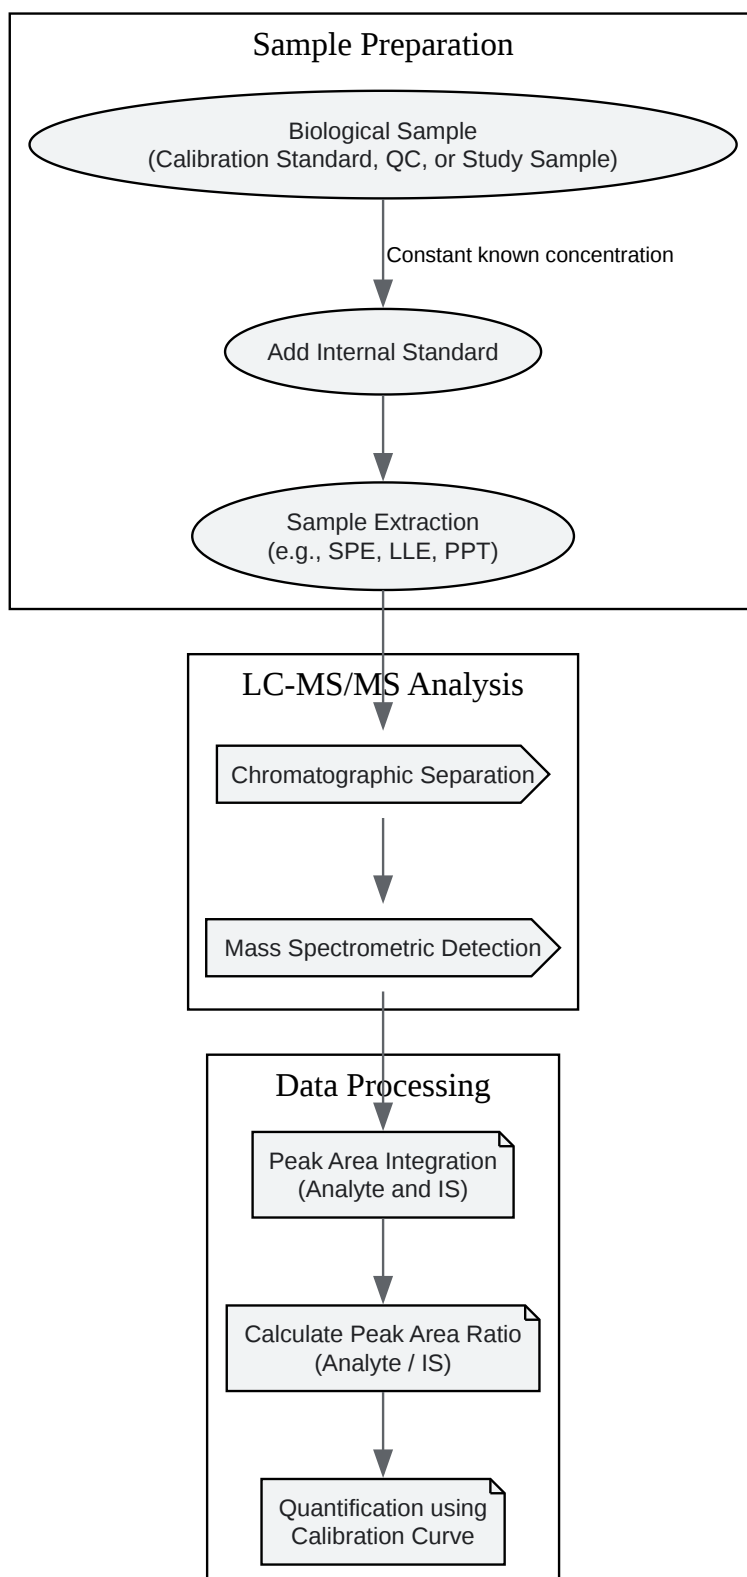 Sample Preparation
Biological Sample
(Calibration Standard, QC, or Study Sample)
Constant known concentration
Add Internal Standard
Sample Extraction
(e.g., SPE, LLE, PPT)
LC-MS/MS Analysis
Chromatographic Separation
Mass Spectrometric Detection
Data Processing
Peak Area Integration
(Analyte and IS)
Calculate Peak Area Ratio
(Analyte / IS)
Quantification using
Calibration Curve